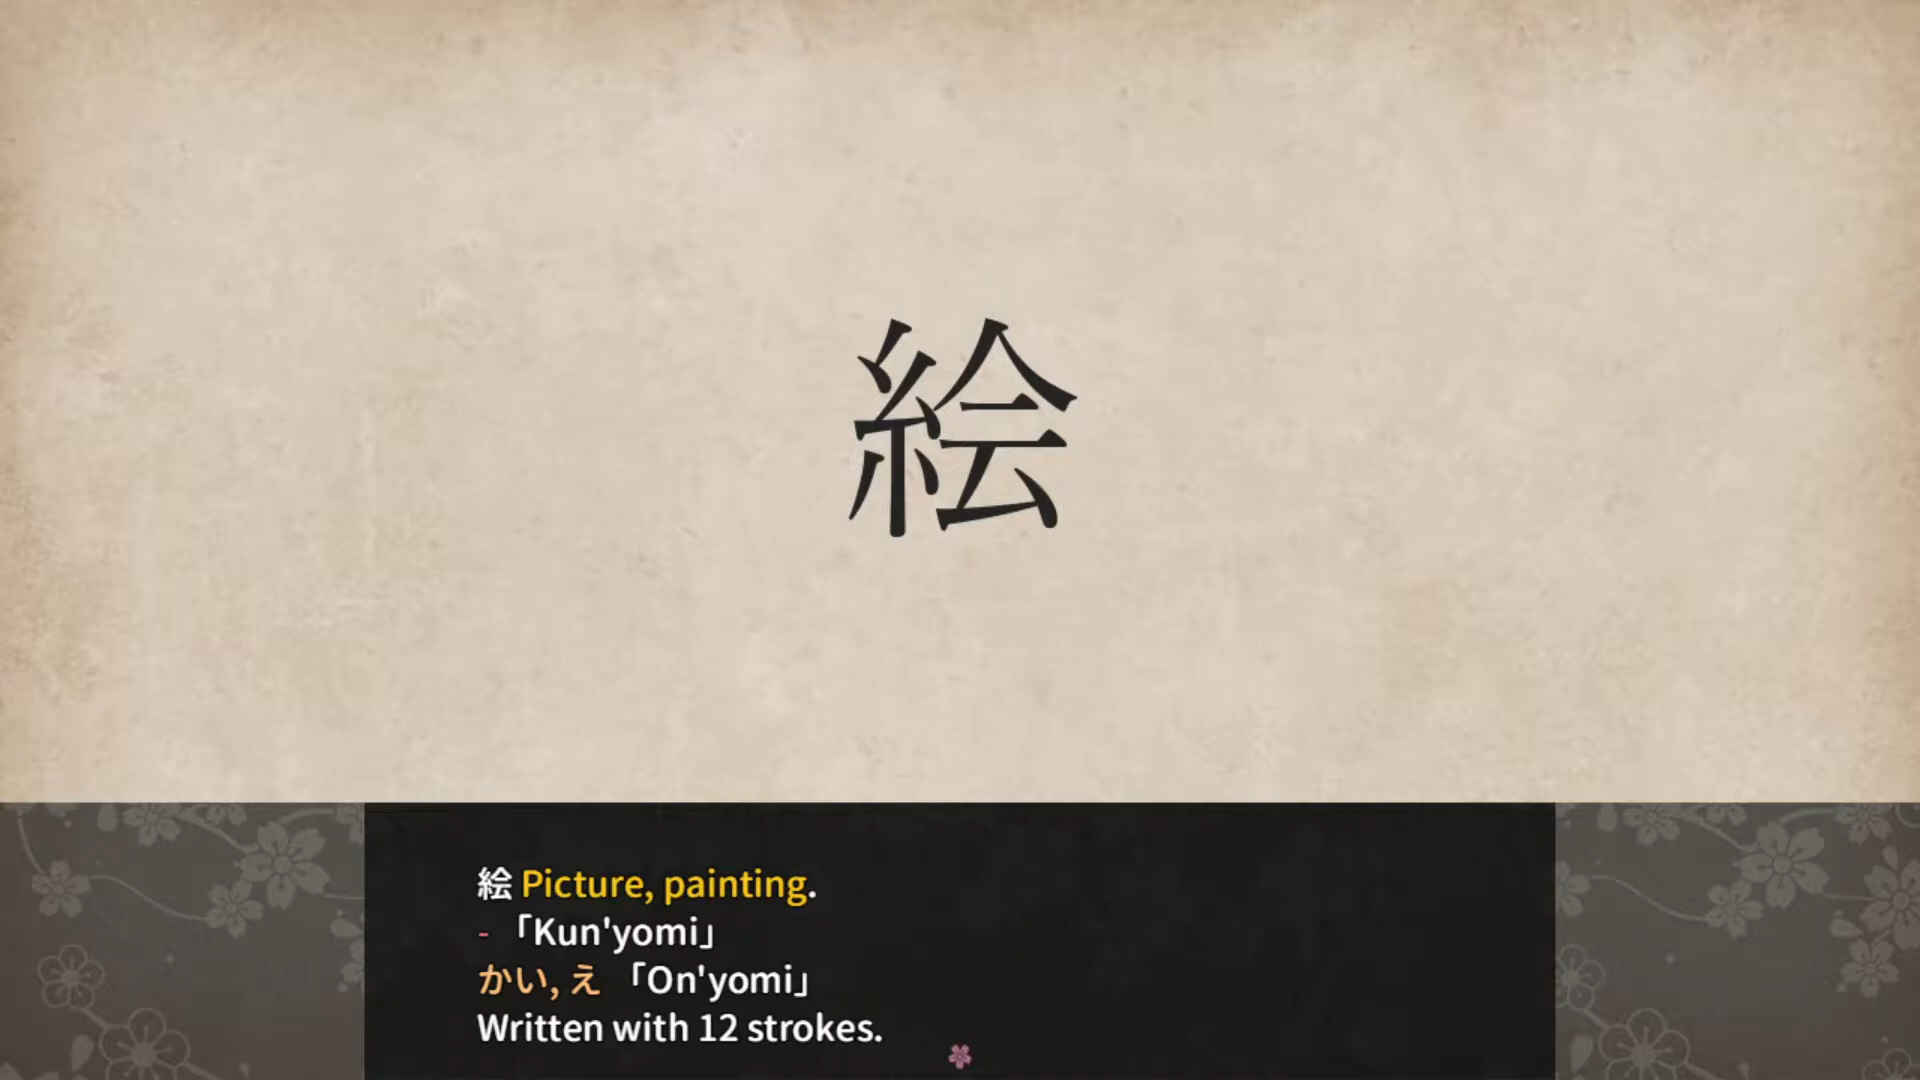 絵
絵 Picture, painting.
- 「Kun'yomi」
かい, え 「On'yomi」
Written with 12 strokes.